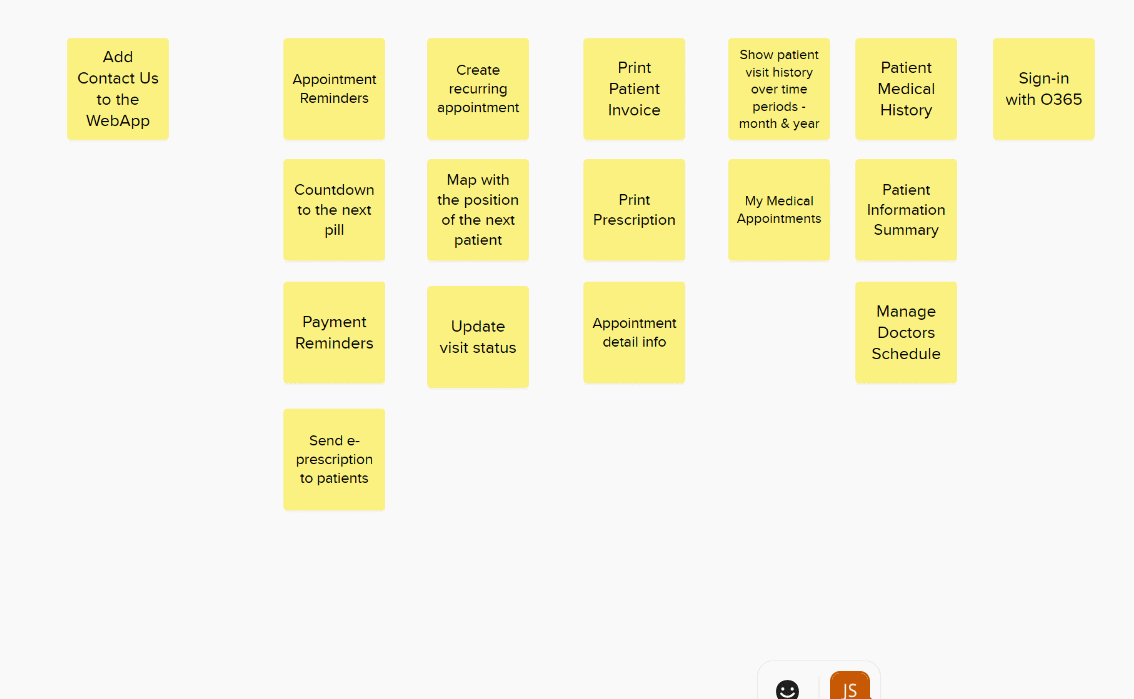 Add
Contact Us
to the
WebApp
Appointment
Reminders
Create
recurring
appointment
Print
Patient
Invoice
Show patient
visit history
over time
periods -
month & year
Patient
Medical
History
Sign-in
with O365
Countdown
to the next
pill
Map with
the position
of the next
patient
Print
Prescription
My Medical
Appointments
Patient
Information
Summary
Payment
Reminders
Update
visit status
Appointment
detail info
Manage
Doctors
Schedule
Send e-
prescription
to patients
JS